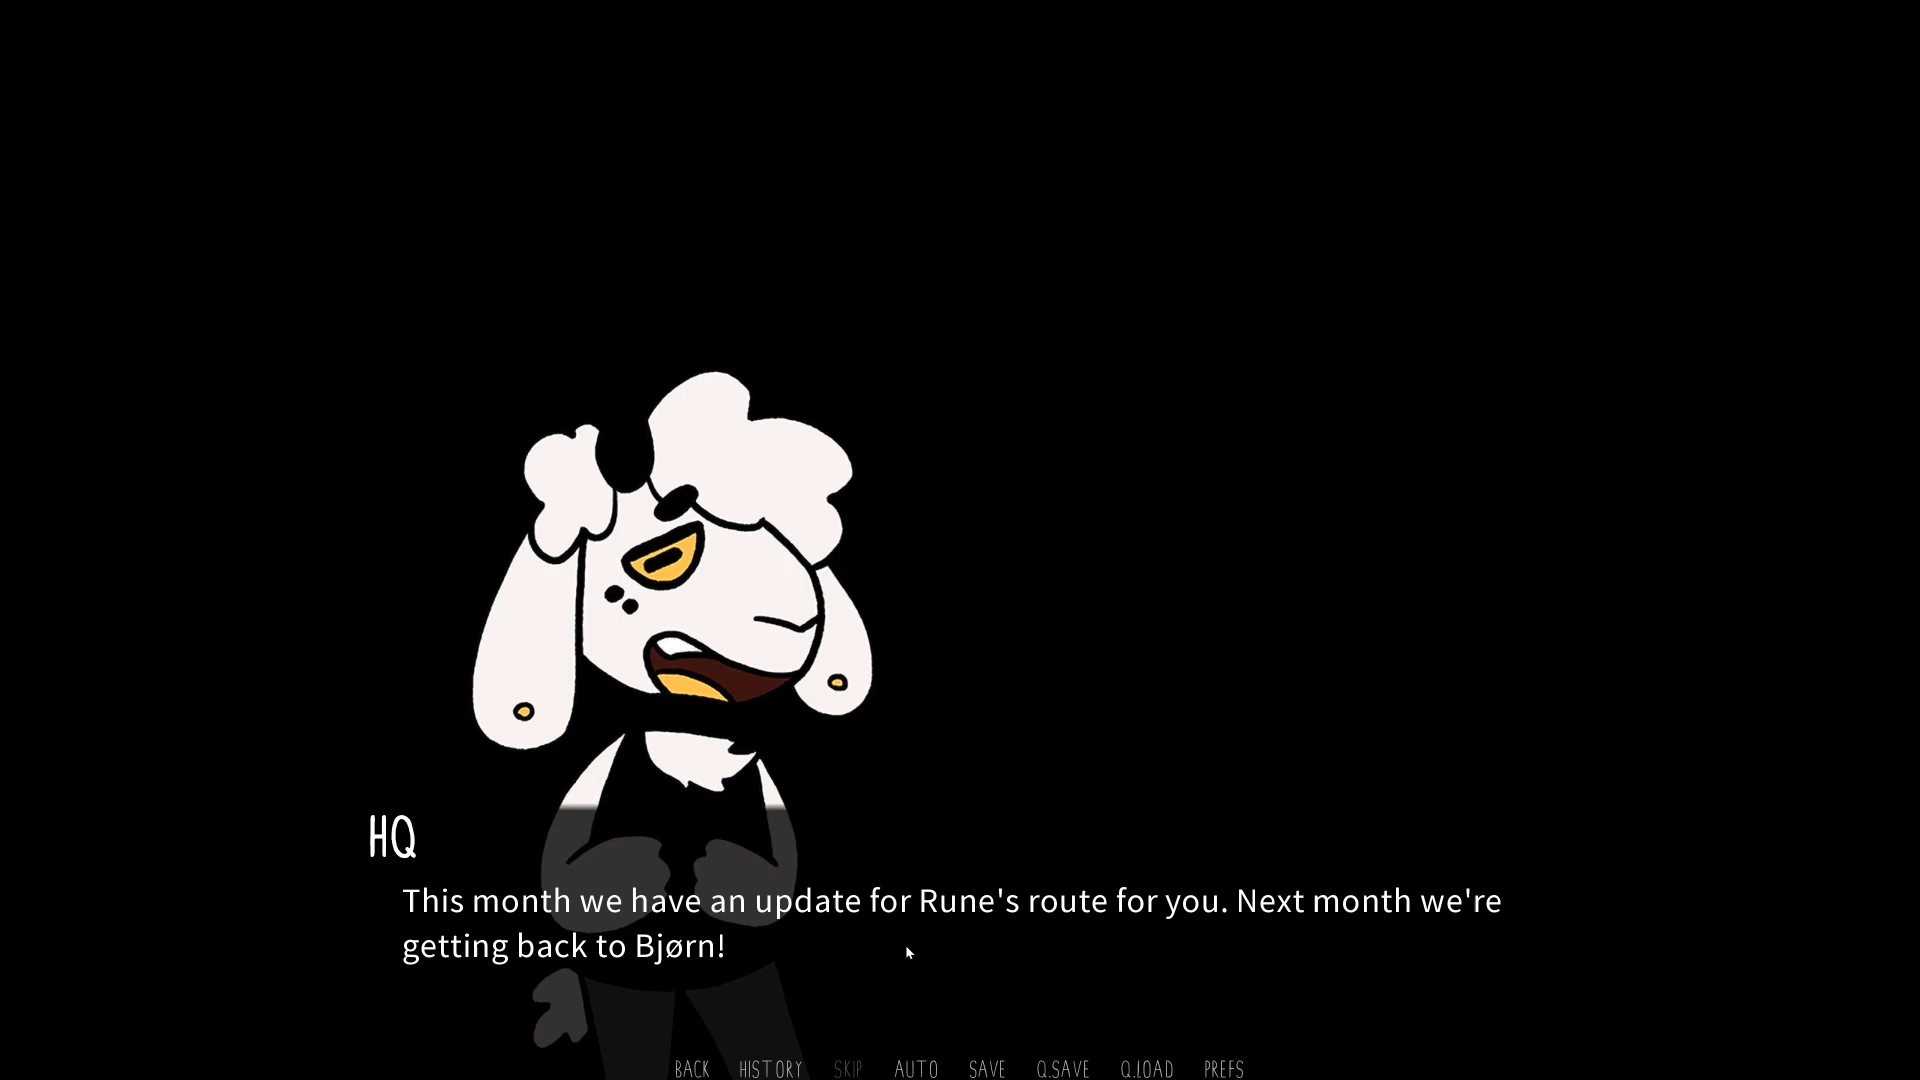 HQ
This month we have an update for Rune's route for you. Next month we're
getting back to Bjørn!
BACK HISTORY SKIP AUTO SAVE Q.SAVE Q.LOAD PREFS